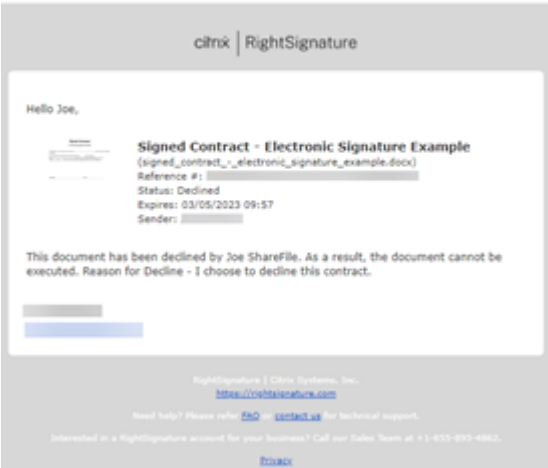 citrix | RightSignature
Hello Joe,
Signed Contract - Electronic Signature Example
(signed_contract_-_electronic_signature_example.docx)
Reference #:
Status: Declined
Expires: 03/05/2023 09:57
Sender:
This document has been declined by Joe ShareFile. As a result, the document cannot be
executed. Reason for Decline - I choose to decline this contract.
RightSignature | Citrix Systems, Inc.
https://rightsignature.com
Need help? Please refer FAQ or contact us for technical support.
Interested in a RightSignature account for your business? Call our Sales Team at +1-855-895-4862.
Privacy